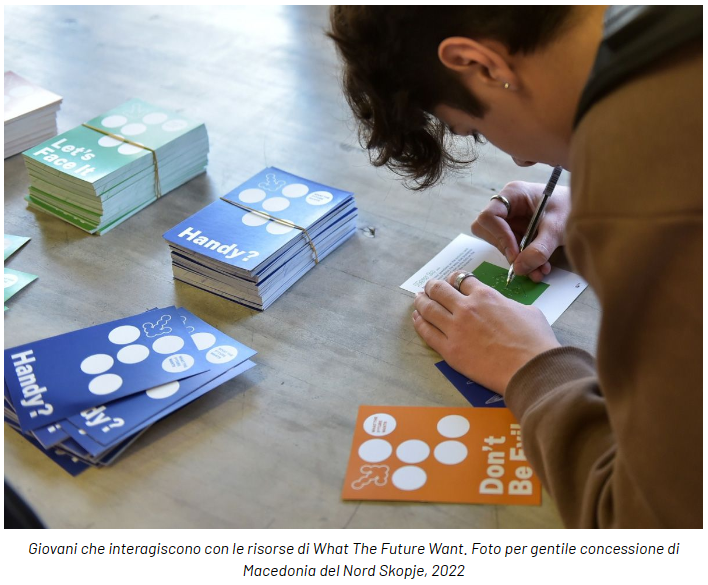 Let's
Face It
Handy?
Handy?
dy?
Don't
Be Evil
Giovani che interagiscono con le risorse di What The Future Want. Foto per gentile concessione di
Macedonia del Nord Skopje, 2022